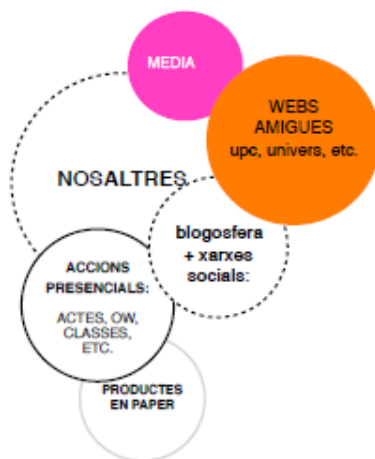 MEDIA
WEBS
AMIGUES
upc, univers, etc.
NOSALTRES
blogosfera
+ xarxes
socials:
ACCIONS
PRESENCIALS:
ACTES, OW,
CLASSES,
ETC.
PRODUCTES
EN PAPER